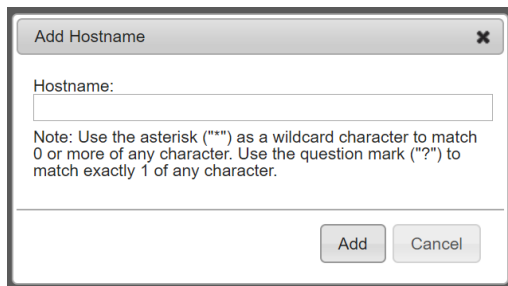 Add Hostname
Hostname:
Note: Use the asterisk ("*") as a wildcard character to match
0 or more of any character. Use the question mark ("?") to
match exactly 1 of any character.
Add
Cancel